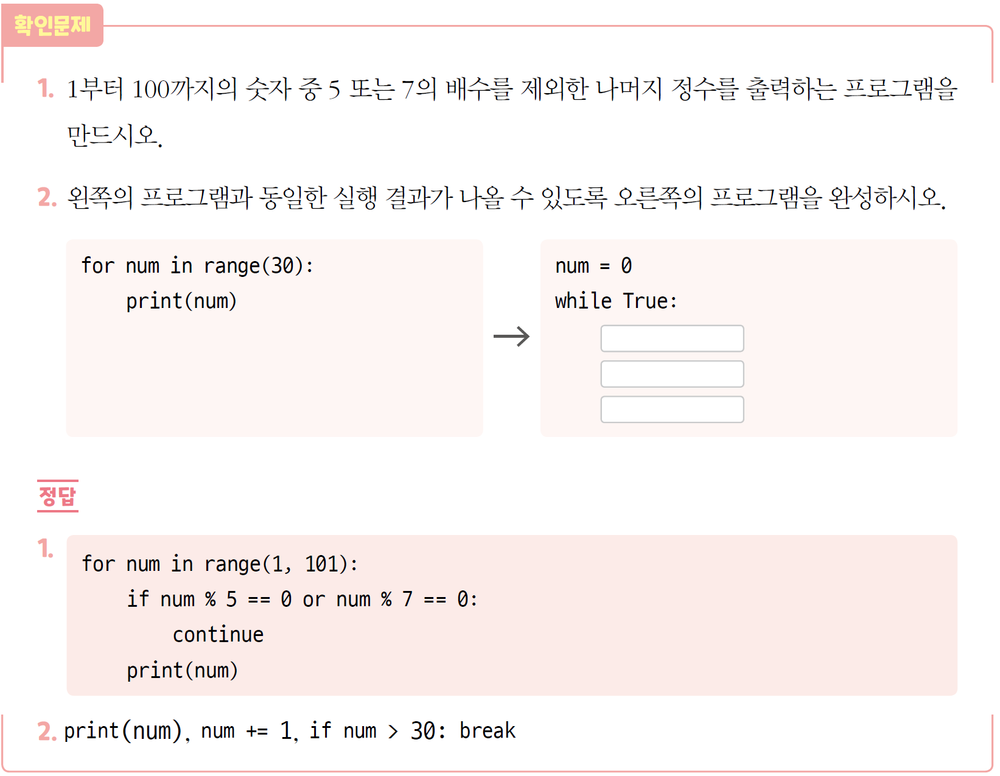 확인문제
1. 1부터 100까지의 숫자 중 5 또는 7의 배수를 제외한 나머지 정수를 출력하는 프로그램을
만드시오.
2. 왼쪽의 프로그램과 동일한 실행 결과가 나올 수 있도록 오른쪽의 프로그램을 완성하시오.
for num in range(30):
    print(num)
→
num = 0
while True:
정답
1.
for num in range(1, 101):
    if num % 5 == 0 or num % 7 == 0:
        continue
    print(num)
2. print(num), num += 1, if num > 30: break